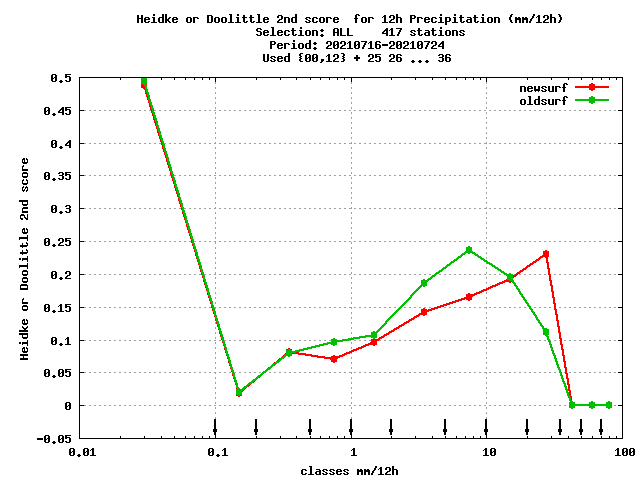 Heidke or Doolittle 2nd score  for 12h Precipitation (mm/12h)
Selection: ALL    417 stations
Period: 20210716-20210724
Used {00,12} + 25 26 ... 36
newsurf
oldsurf
Heidke or Doolittle 2nd score
0.5
0.45
0.4
0.35
0.3
0.25
0.2
0.15
0.1
0.05
0
-0.05
0.01 0.1 1 10 100
classes mm/12h